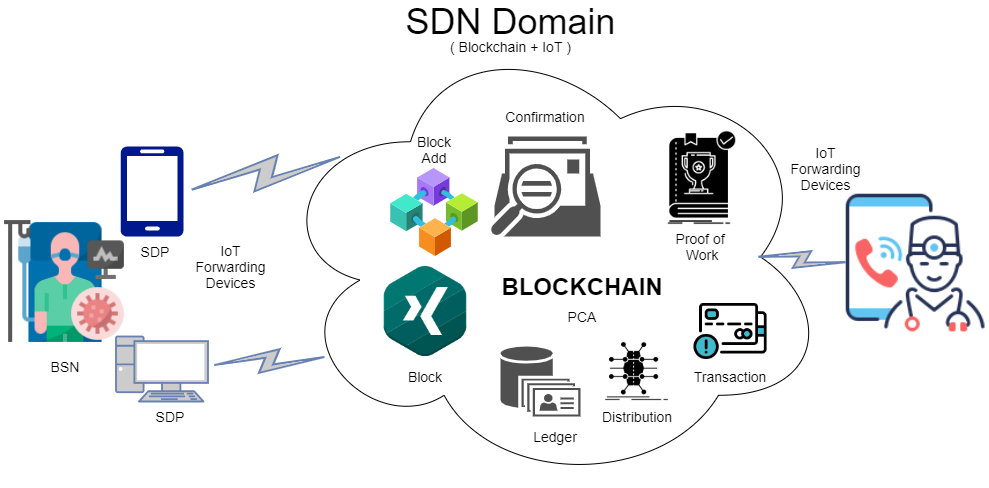 SDN Domain
( Blockchain + IoT )
Confirmation
Block
Add
IoT
Forwarding
Devices
Proof of
Work
SDP
IoT
Forwarding
Devices
BLOCKCHAIN
PCA
BSN
Block
Transaction
SDP
Distribution
Ledger